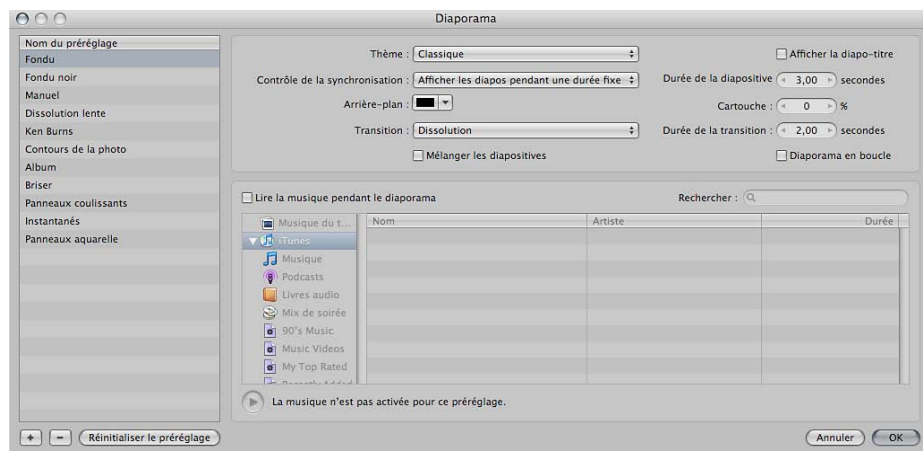 Diaporama
Nom du préréglage
Fondu
Fondu noir
Manuel
Dissolution lente
Ken Burns
Contours de la photo
Album
Briser
Panneaux coulissants
Instantanés
Panneaux aquarelle
Réinitialiser le préréglage
Thème : Classique
Afficher la diapo-titre
Contrôle de la synchronisation : Afficher les diapos pendant une durée fixe
Durée de la diapositive 3,00 secondes
Arrière-plan :
Cartouche : 0 %
Transition : Dissolution
Durée de la transition : 2,00 secondes
Mélanger les diapositives
Diaporama en boucle
Lire la musique pendant le diaporama
Rechercher :
Musique du t...
iTunes
Musique
Podcasts
Livres audio
Mix de soirée
90's Music
Music Videos
My Top Rated
Recently Added
Nom Artiste Durée
La musique n'est pas activée pour ce préréglage.
Annuler OK